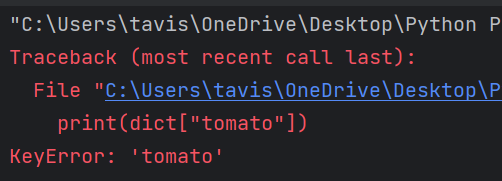 "C:\Users\tavis\OneDrive\Desktop\Python P
Traceback (most recent call last):
File "C:\Users\tavis\OneDrive\Desktop\P
print(dict["tomato"])
KeyError: 'tomato'